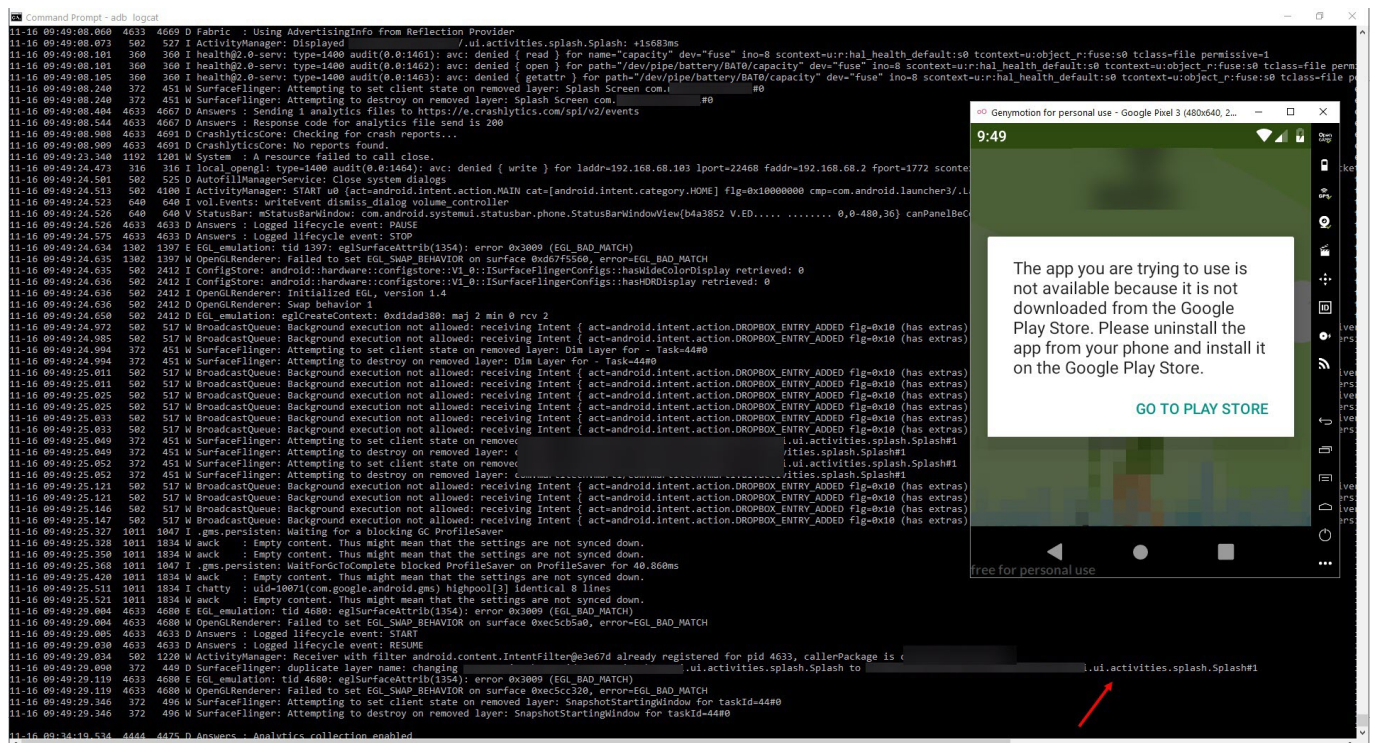 Command Prompt - adb logcat
11-16 09:49:08.060 4633 4669 D Fabric : Using AdvertisingInfo from Reflection Provider
11-16 09:49:08.073 502 527 I ActivityManager: Displayed /.ui.activities.splash.Splash: +1s683ms
11-16 09:49:08.101 360 360 I health@2.0-serv: type=1400 audit(0.0:1461): avc: denied { read } for name="capacity" dev="fuse" ino=8 scontext=u:r:hal_health_default:s0 tcontext=u:object_r:fuse:s0 tclass=file permissive=1
11-16 09:49:08.101 360 360 I health@2.0-serv: type=1400 audit(0.0:1462): avc: denied { open } for path="/dev/pipe/battery/BAT0/capacity" dev="fuse" ino=8 scontext=u:r:hal_health_default:s0 tcontext=u:object_r:fuse:s0 tclass=file perm
11-16 09:49:08.105 360 360 I health@2.0-serv: type=1400 audit(0.0:1463): avc: denied { getattr } for path="/dev/pipe/battery/BAT0/capacity" dev="fuse" ino=8 scontext=u:r:hal_health_default:s0 tcontext=u:object_r:fuse:s0 tclass=file p
11-16 09:49:08.240 372 451 W SurfaceFlinger: Attempting to set client state on removed layer: Splash Screen com. #0
11-16 09:49:08.240 372 451 W SurfaceFlinger: Attempting to destroy on removed layer: Splash Screen com. #0
11-16 09:49:08.404 4633 4667 D Answers : Sending 1 analytics files to https://e.crashlytics.com/spi/v2/events
11-16 09:49:08.544 4633 4667 D Answers : Response code for analytics file send is 200
11-16 09:49:08.908 4633 4691 D CrashlyticsCore: Checking for crash reports...
11-16 09:49:08.909 4633 4691 D CrashlyticsCore: No reports found.
11-16 09:49:23.340 1192 1201 W System : A resource failed to call close.
11-16 09:49:24.473 316 316 I local_opengl: type=1400 audit(0.0:1464): avc: denied { write } for laddr=192.168.68.103 lport=22468 faddr=192.168.68.2 fport=1772 sconte
11-16 09:49:24.501 502 525 D AutofillManagerService: Close system dialogs
11-16 09:49:24.513 502 4100 I ActivityManager: START u0 {act=android.intent.action.MAIN cat=[android.intent.category.HOME] flg=0x10000000 cmp=com.android.launcher3/.L
11-16 09:49:24.523 640 640 I vol.Events: writeEvent dismiss_dialog volume_controller
11-16 09:49:24.526 640 640 V StatusBar: mStatusBarWindow: com.android.systemui.statusbar.phone.StatusBarWindowView{b4a3852 V.ED..... ........ 0,0-480,36} canPanelBeC
11-16 09:49:24.526 4633 4633 D Answers : Logged lifecycle event: PAUSE
11-16 09:49:24.575 4633 4633 D Answers : Logged lifecycle event: STOP
11-16 09:49:24.634 1302 1397 E EGL_emulation: tid 1397: eglSurfaceAttrib(1354): error 0x3009 (EGL_BAD_MATCH)
11-16 09:49:24.635 1302 1397 W OpenGLRenderer: Failed to set EGL_SWAP_BEHAVIOR on surface 0xd67f5560, error=EGL_BAD_MATCH
11-16 09:49:24.635 502 2412 I ConfigStore: android::hardware::configstore::V1_0::ISurfaceFlingerConfigs::hasWideColorDisplay retrieved: 0
11-16 09:49:24.636 502 2412 I ConfigStore: android::hardware::configstore::V1_0::ISurfaceFlingerConfigs::hasHDRDisplay retrieved: 0
11-16 09:49:24.636 502 2412 I OpenGLRenderer: Initialized EGL, version 1.4
11-16 09:49:24.636 502 2412 D OpenGLRenderer: Swap behavior 1
11-16 09:49:24.650 502 2412 D EGL_emulation: eglCreateContext: 0xd1dad380: maj 2 min 0 rcv 2
11-16 09:49:24.972 502 517 W BroadcastQueue: Background execution not allowed: receiving Intent { act=android.intent.action.DROPBOX_ENTRY_ADDED flg=0x10 (has extras)
11-16 09:49:24.985 502 517 W BroadcastQueue: Background execution not allowed: receiving Intent { act=android.intent.action.DROPBOX_ENTRY_ADDED flg=0x10 (has extras)
11-16 09:49:24.994 372 451 W SurfaceFlinger: Attempting to set client state on removed layer: Dim Layer for - Task=44#0
11-16 09:49:24.994 372 451 W SurfaceFlinger: Attempting to destroy on removed layer: Dim Layer for - Task=44#0
11-16 09:49:25.011 502 517 W BroadcastQueue: Background execution not allowed: receiving Intent { act=android.intent.action.DROPBOX_ENTRY_ADDED flg=0x10 (has extras)
11-16 09:49:25.011 502 517 W BroadcastQueue: Background execution not allowed: receiving Intent { act=android.intent.action.DROPBOX_ENTRY_ADDED flg=0x10 (has extras)
11-16 09:49:25.025 502 517 W BroadcastQueue: Background execution not allowed: receiving Intent { act=android.intent.action.DROPBOX_ENTRY_ADDED flg=0x10 (has extras)
11-16 09:49:25.025 502 517 W BroadcastQueue: Background execution not allowed: receiving Intent { act=android.intent.action.DROPBOX_ENTRY_ADDED flg=0x10 (has extras)
11-16 09:49:25.033 502 517 W BroadcastQueue: Background execution not allowed: receiving Intent { act=android.intent.action.DROPBOX_ENTRY_ADDED flg=0x10 (has extras)
11-16 09:49:25.033 502 517 W BroadcastQueue: Background execution not allowed: receiving Intent { act=android.intent.action.DROPBOX_ENTRY_ADDED flg=0x10 (has extras)
11-16 09:49:25.049 372 451 W SurfaceFlinger: Attempting to set client state on removed .ui.activities.splash.Splash#1
11-16 09:49:25.049 372 451 W SurfaceFlinger: Attempting to destroy on removed layer: vities.splash.Splash#1
11-16 09:49:25.052 372 451 W SurfaceFlinger: Attempting to set client state on removed .ui.activities.splash.Splash#1
11-16 09:49:25.052 372 451 W SurfaceFlinger: Attempting to destroy on removed layer: vities.splash.Splash#1
11-16 09:49:25.121 502 517 W BroadcastQueue: Background execution not allowed: receiving Intent { act=android.intent.action.DROPBOX_ENTRY_ADDED flg=0x10 (has extras)
11-16 09:49:25.121 502 517 W BroadcastQueue: Background execution not allowed: receiving Intent { act=android.intent.action.DROPBOX_ENTRY_ADDED flg=0x10 (has extras)
11-16 09:49:25.146 502 517 W BroadcastQueue: Background execution not allowed: receiving Intent { act=android.intent.action.DROPBOX_ENTRY_ADDED flg=0x10 (has extras)
11-16 09:49:25.147 502 517 W BroadcastQueue: Background execution not allowed: receiving Intent { act=android.intent.action.DROPBOX_ENTRY_ADDED flg=0x10 (has extras)
11-16 09:49:25.327 1011 1047 I .gms.persisten: Waiting for a blocking GC ProfileSaver
11-16 09:49:25.328 1011 1834 W awck : Empty content. Thus might mean that the settings are not synced down.
11-16 09:49:25.350 1011 1834 W awck : Empty content. Thus might mean that the settings are not synced down.
11-16 09:49:25.368 1011 1047 I .gms.persisten: WaitForGcToComplete blocked ProfileSaver on ProfileSaver for 40.860ms
11-16 09:49:25.420 1011 1834 W awck : Empty content. Thus might mean that the settings are not synced down.
11-16 09:49:25.511 1011 1834 I chatty : uid=10071(com.google.android.gms) highpool[3] identical 8 lines
11-16 09:49:25.521 1011 1834 W awck : Empty content. Thus might mean that the settings are not synced down.
11-16 09:49:29.004 4633 4680 E EGL_emulation: tid 4680: eglSurfaceAttrib(1354): error 0x3009 (EGL_BAD_MATCH)
11-16 09:49:29.004 4633 4680 W OpenGLRenderer: Failed to set EGL_SWAP_BEHAVIOR on surface 0xec5cb5a0, error=EGL_BAD_MATCH
11-16 09:49:29.005 4633 4633 D Answers : Logged lifecycle event: START
11-16 09:49:29.030 4633 4633 D Answers : Logged lifecycle event: RESUME
11-16 09:49:29.034 502 1220 W ActivityManager: Receiver with filter android.content.IntentFilter@e3e67d already registered for pid 4633, callerPackage is c
11-16 09:49:29.090 372 449 D SurfaceFlinger: duplicate layer name: changing .ui.activities.splash.Splash to .ui.activities.splash.Splash#1
11-16 09:49:29.119 4633 4680 E EGL_emulation: tid 4680: eglSurfaceAttrib(1354): error 0x3009 (EGL_BAD_MATCH)
11-16 09:49:29.119 4633 4680 W OpenGLRenderer: Failed to set EGL_SWAP_BEHAVIOR on surface 0xec5cc320, error=EGL_BAD_MATCH
11-16 09:49:29.346 372 496 W SurfaceFlinger: Attempting to set client state on removed layer: SnapshotStartingWindow for taskId=44#0
11-16 09:49:29.346 372 496 W SurfaceFlinger: Attempting to destroy on removed layer: SnapshotStartingWindow for taskId=44#0
11-16 09:34:19.534 4444 4475 D Answers : Analytics collection enabled
Genymotion for personal use - Google Pixel 3 (480x640, 2...
9:49
The app you are trying to use is
not available because it is not
downloaded from the Google
Play Store. Please uninstall the
app from your phone and install it
on the Google Play Store.
GO TO PLAY STORE
free for personal use
GPS
ID